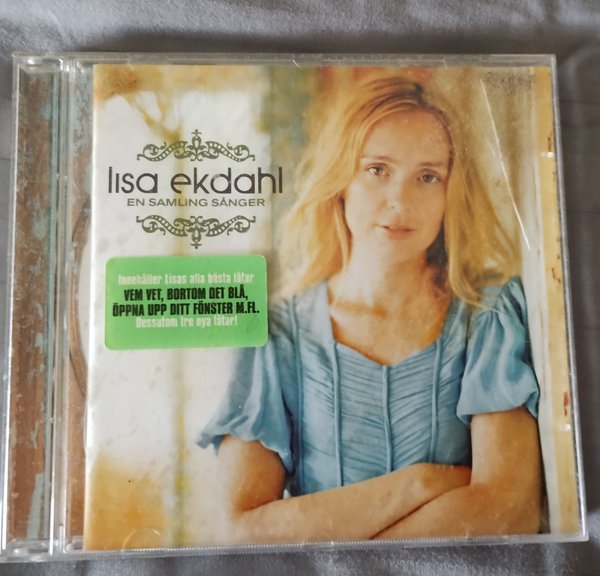 lisa ekdahl
EN SAMLING SÅNGER
Innehåller Lisas alla bästa låtar
VEM VET, BORTOM DET BLÅ,
ÖPPNA UPP DITT FÖNSTER M.FL.
Dessutom tre nya låtar!